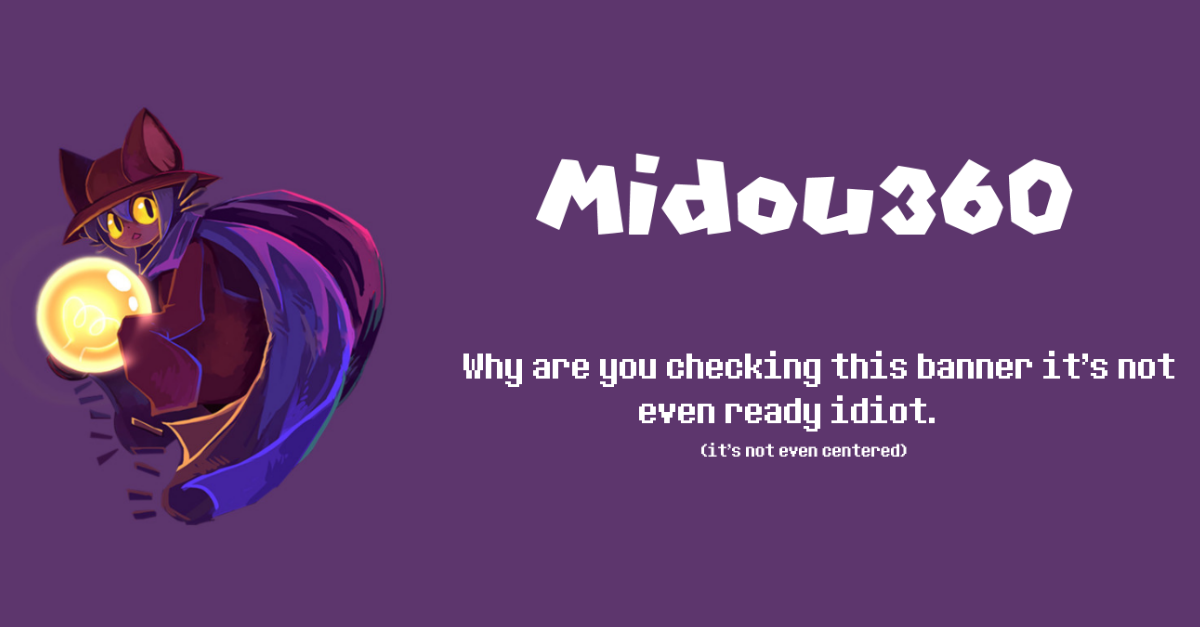 Midou360
Why are you checking this banner it's not
even ready idiot.
(it's not even centered)